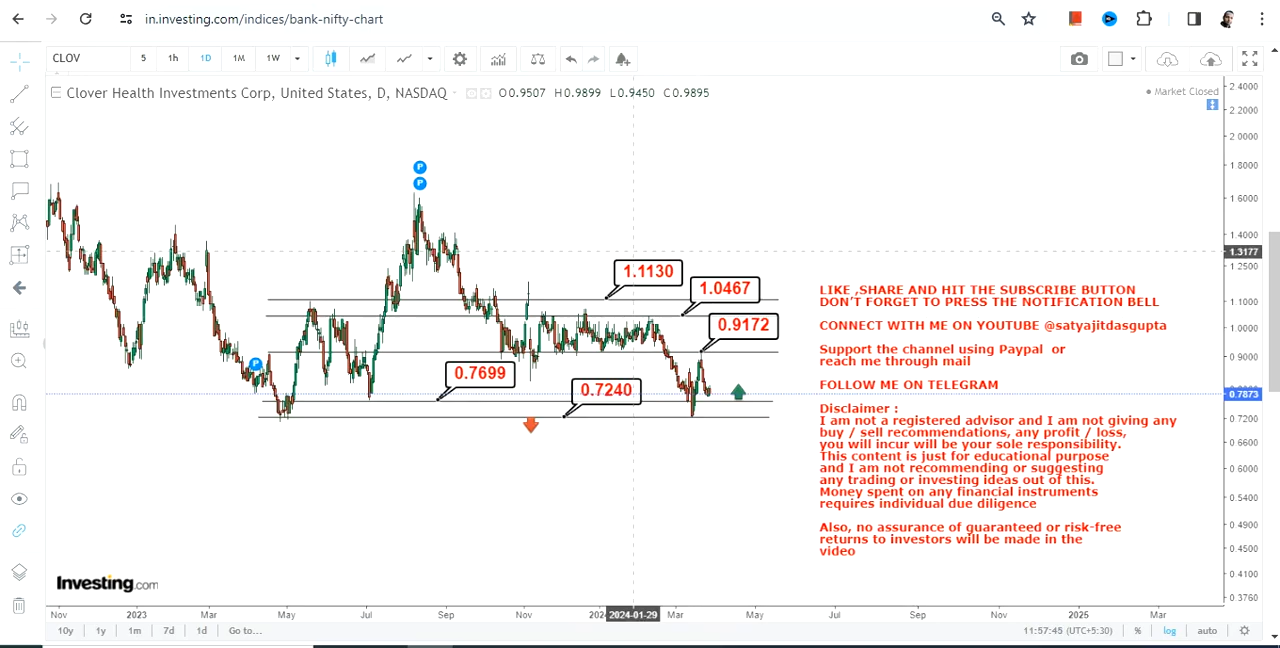 in.investing.com/indices/bank-nifty-chart
CLOV 5 1h 1D 1M 1W
Clover Health Investments Corp, United States, D, NASDAQ O0.9507 H0.9899 L0.9450 C0.9895
Market Closed
2.4000
2.2000
2.0000
1.8000
1.6000
1.4000
1.3177
1.2500
1.1000
1.0000
0.9000
0.7873
0.7200
0.6600
0.6000
0.5400
0.4900
0.4500
0.4100
0.3760
P
P
P
1.1130
1.0467
0.9172
0.7699
0.7240
LIKE ,SHARE AND HIT THE SUBSCRIBE BUTTON
DON'T FORGET TO PRESS THE NOTIFICATION BELL
CONNECT WITH ME ON YOUTUBE @satyajitdasgupta
Support the channel using Paypal or
reach me through mail
FOLLOW ME ON TELEGRAM
Disclaimer :
I am not a registered advisor and I am not giving any
buy / sell recommendations, any profit / loss,
you will incur will be your sole responsibility.
This content is just for educational purpose
and I am not recommending or suggesting
any trading or investing ideas out of this.
Money spent on any financial instruments
requires individual due diligence
Also, no assurance of guaranteed or risk-free
returns to investors will be made in the
video
Investing.com
Nov 2023 Mar May Jul Sep Nov 2024-01-29 Mar May Jul Sep Nov 2025 Mar
10y 1y 1m 7d 1d Go to... 11:57:45 (UTC+5:30) % log auto